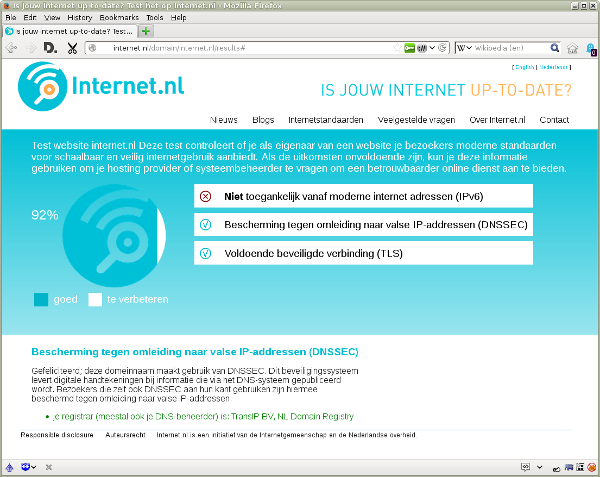 Is jouw Internet up-to-date? Test het op Internet.nl - Mozilla Firefox
File Edit View History Bookmarks Tools Help
Is jouw Internet up-to-date? Test...
internet.nl/domain/internet.nl/results#
Wikipedia (en)
Internet.nl
[ English | Nederlands ]
IS JOUW INTERNET UP-TO-DATE?
Nieuws Blogs Internetstandaarden Veelgestelde vragen Over Internet.nl Contact
Test website internet.nl Deze test controleert of je als eigenaar van een website je bezoekers moderne standaarden
voor schaalbaar en veilig internetgebruik aanbiedt. Als de uitkomsten onvoldoende zijn, kun je deze informatie
gebruiken om je hosting provider of systeembeheerder te vragen om een betrouwbaarder online dienst aan te bieden.
92%
Niet toegankelijk vanaf moderne internet adressen (IPv6)
Bescherming tegen omleiding naar valse IP-addressen (DNSSEC)
Voldoende beveiligde verbinding (TLS)
goed te verbeteren
Bescherming tegen omleiding naar valse IP-addressen (DNSSEC)
Gefeliciteerd; deze domeinnaam maakt gebruik van DNSSEC. Dit beveiligingssysteem
levert digitale handtekeningen bij informatie die via het DNS-systeem gepubliceerd
wordt. Bezoekers die zelf ook DNSSEC aan hun kant gebruiken zijn hiermee
beschermd tegen omleiding naar valse IP-adressen.
• je registrar (meestal ook je DNS-beheerder) is: TransIP BV, NL Domain Registry
Responsible disclosure Auteursrecht Internet.nl is een initiatief van de Internetgemeenschap en de Nederlandse overheid